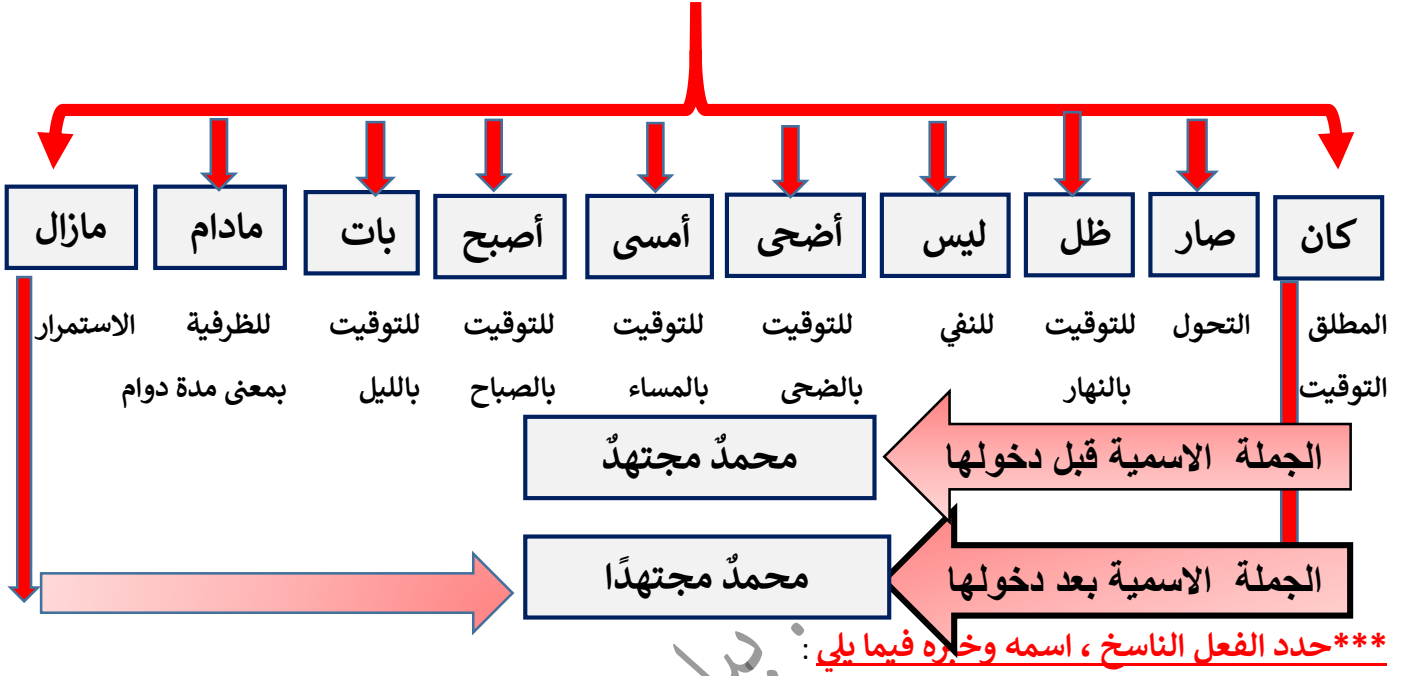 كان صار ظل ليس أضحى أمسى أصبح بات مادام مازال
المطلق التحول للتوقيت للنفي للتوقيت للتوقيت للتوقيت للتوقيت للظرفية الاستمرار
التوقيت بالنهار بالضحى بالمساء بالصباح بالليل بمعنى مدة دوام
الجملة الاسمية قبل دخولها محمدٌ مجتهدٌ
الجملة الاسمية بعد دخولها محمدٌ مجتهدًا
***حدد الفعل الناسخ ، اسمه وخبره فيما يلي :